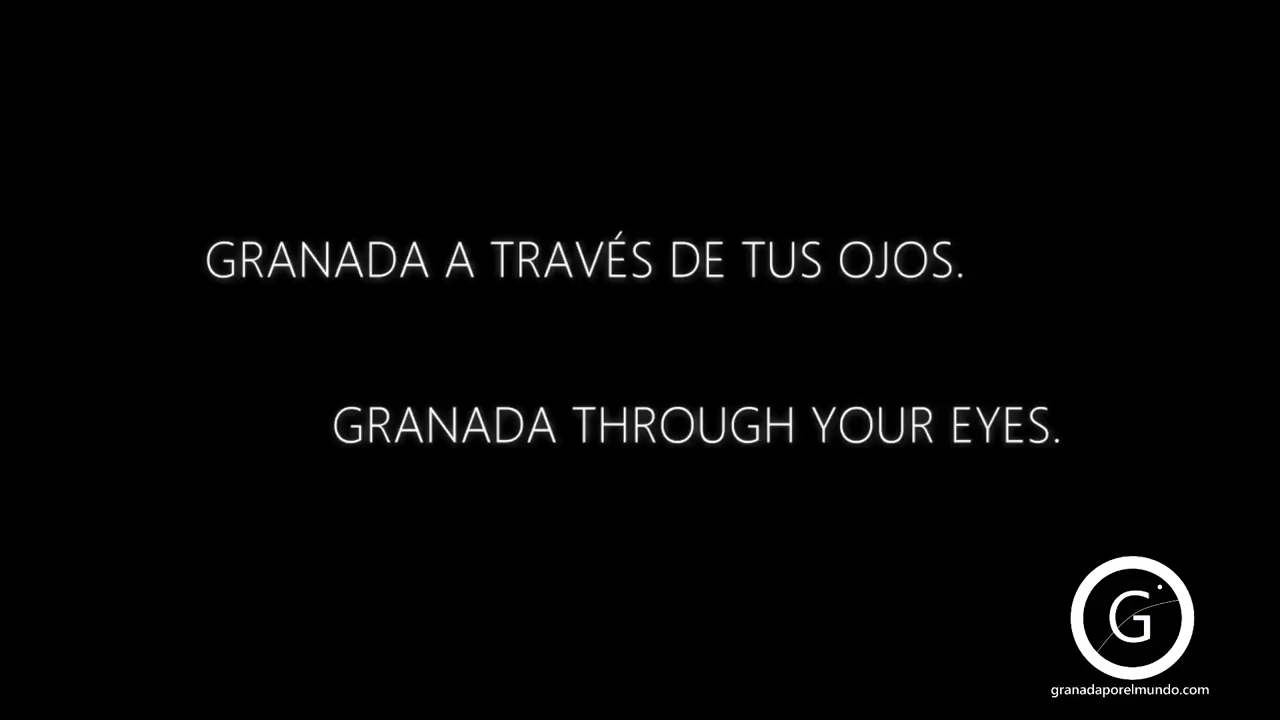 GRANADA A TRAVÉS DE TUS OJOS.
GRANADA THROUGH YOUR EYES.
G
granadaporelmundo.com